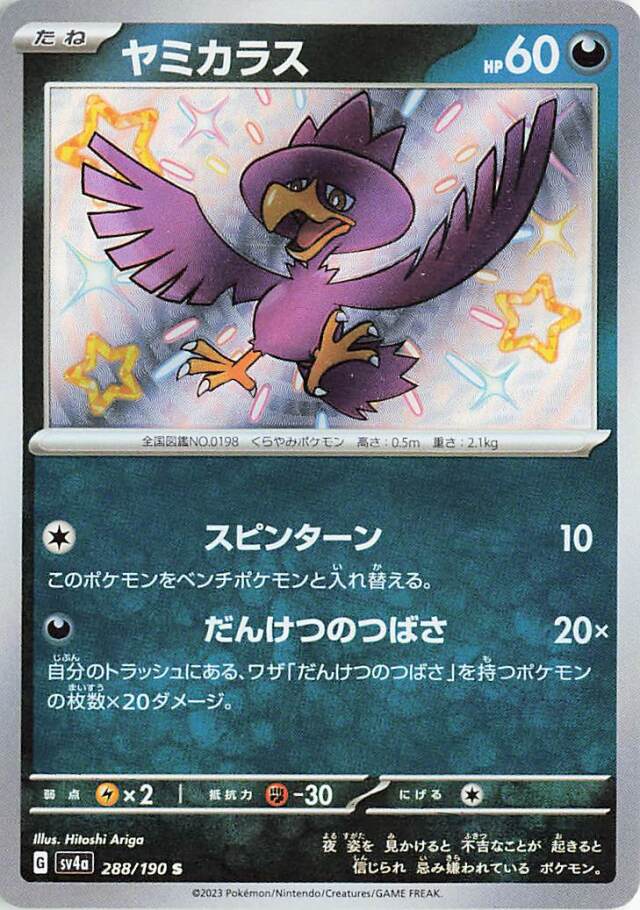 たね ヤミカラス HP60
全国図鑑NO.0198 くらやみポケモン 高さ:0.5m 重さ:2.1kg
スピンターン 10
このポケモンをベンチポケモンと入れ替える。
だんけつのつばさ 20×
自分のトラッシュにある、ワザ「だんけつのつばさ」を持つポケモン
の枚数×20ダメージ。
弱点 ×2 抵抗力 -30 にげる
Illus. Hitoshi Ariga
G sv4a 288/190 S
夜 姿を 見かけると 不吉なことが 起きると
信じられ 忌み嫌われている ポケモン。
©2023 Pokémon/Nintendo/Creatures/GAME FREAK.